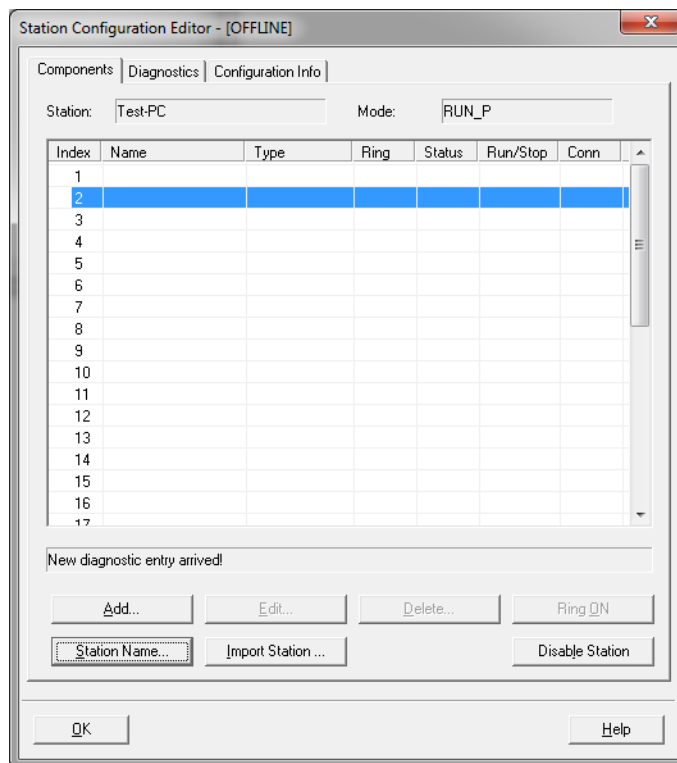 Station Configuration Editor - [OFFLINE]
Components Diagnostics Configuration Info
Station: Test-PC Mode: RUN_P
Index Name Type Ring Status Run/Stop Conn
1
2
3
4
5
6
7
8
9
10
11
12
13
14
15
16
17
New diagnostic entry arrived!
Add... Edit... Delete... Ring ON
Station Name... Import Station ... Disable Station
OK Help